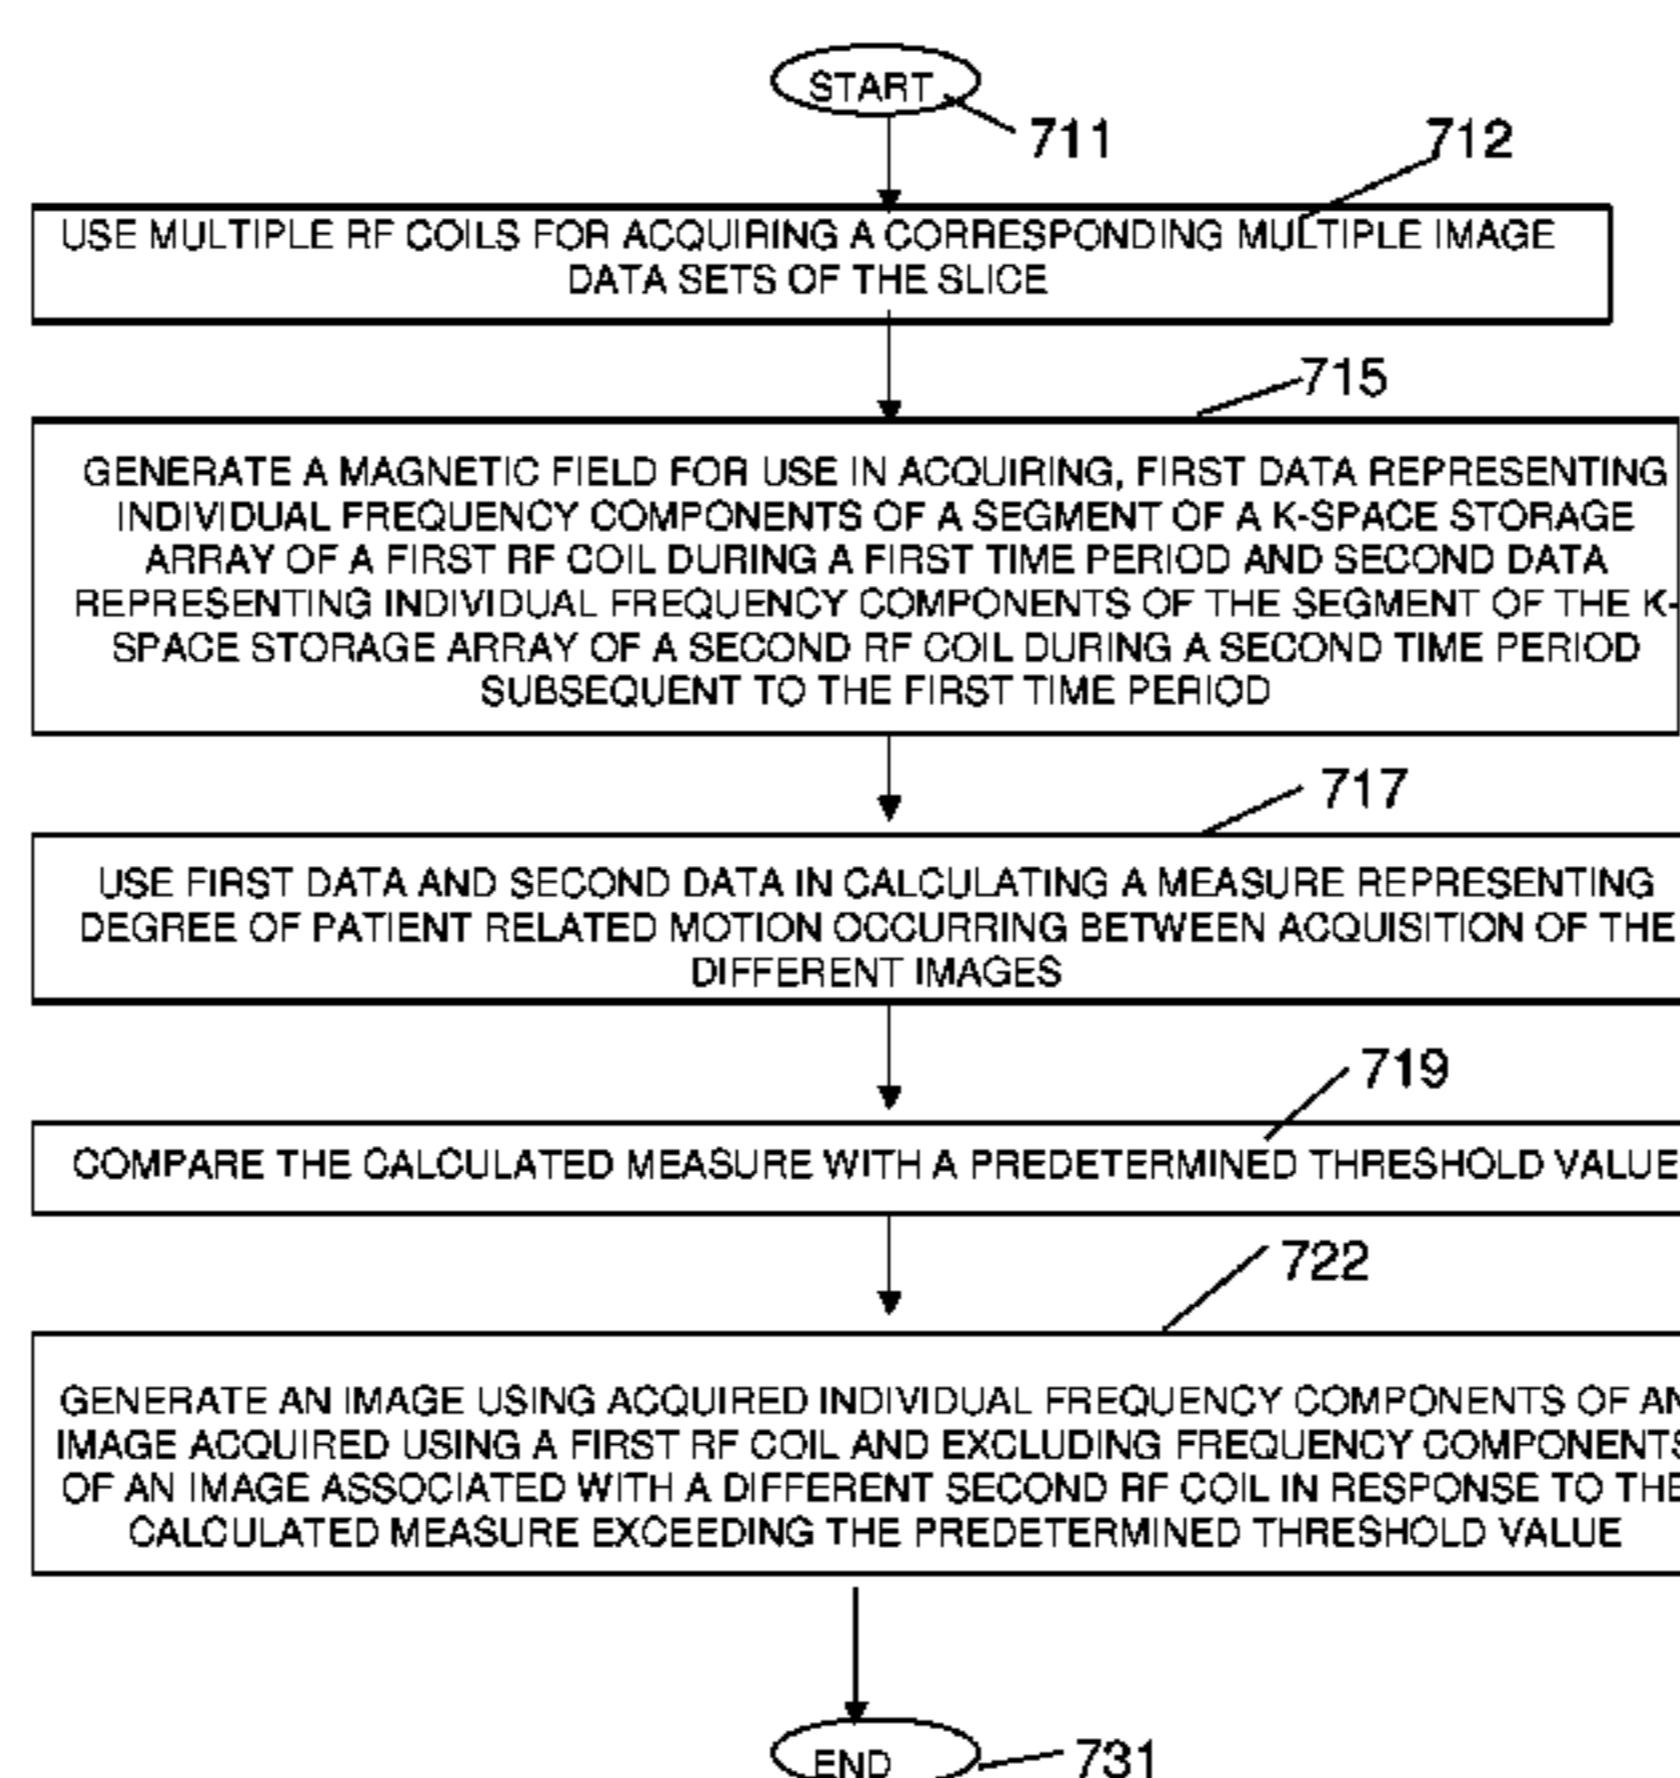 START
711
712
USE MULTIPLE RF COILS FOR ACQUIRING A CORRESPONDING MULTIPLE IMAGE
DATA SETS OF THE SLICE
715
GENERATE A MAGNETIC FIELD FOR USE IN ACQUIRING, FIRST DATA REPRESENTING
INDIVIDUAL FREQUENCY COMPONENTS OF A SEGMENT OF A K-SPACE STORAGE
ARRAY OF A FIRST RF COIL DURING A FIRST TIME PERIOD AND SECOND DATA
REPRESENTING INDIVIDUAL FREQUENCY COMPONENTS OF THE SEGMENT OF THE K-
SPACE STORAGE ARRAY OF A SECOND RF COIL DURING A SECOND TIME PERIOD
SUBSEQUENT TO THE FIRST TIME PERIOD
717
USE FIRST DATA AND SECOND DATA IN CALCULATING A MEASURE REPRESENTING
DEGREE OF PATIENT RELATED MOTION OCCURRING BETWEEN ACQUISITION OF THE
DIFFERENT IMAGES
719
COMPARE THE CALCULATED MEASURE WITH A PREDETERMINED THRESHOLD VALUE
722
GENERATE AN IMAGE USING ACQUIRED INDIVIDUAL FREQUENCY COMPONENTS OF AN
IMAGE ACQUIRED USING A FIRST RF COIL AND EXCLUDING FREQUENCY COMPONENTS
OF AN IMAGE ASSOCIATED WITH A DIFFERENT SECOND RF COIL IN RESPONSE TO THE
CALCULATED MEASURE EXCEEDING THE PREDETERMINED THRESHOLD VALUE
END
731